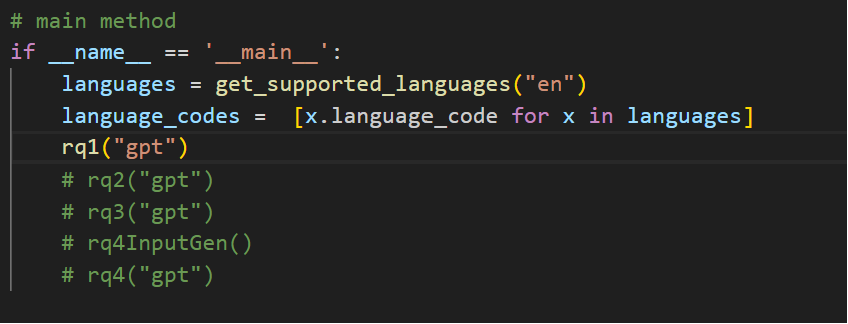 # main method
if __name__ == '__main__':
    languages = get_supported_languages("en")
    language_codes =  [x.language_code for x in languages]
    rq1("gpt")
    # rq2("gpt")
    # rq3("gpt")
    # rq4InputGen()
    # rq4("gpt")